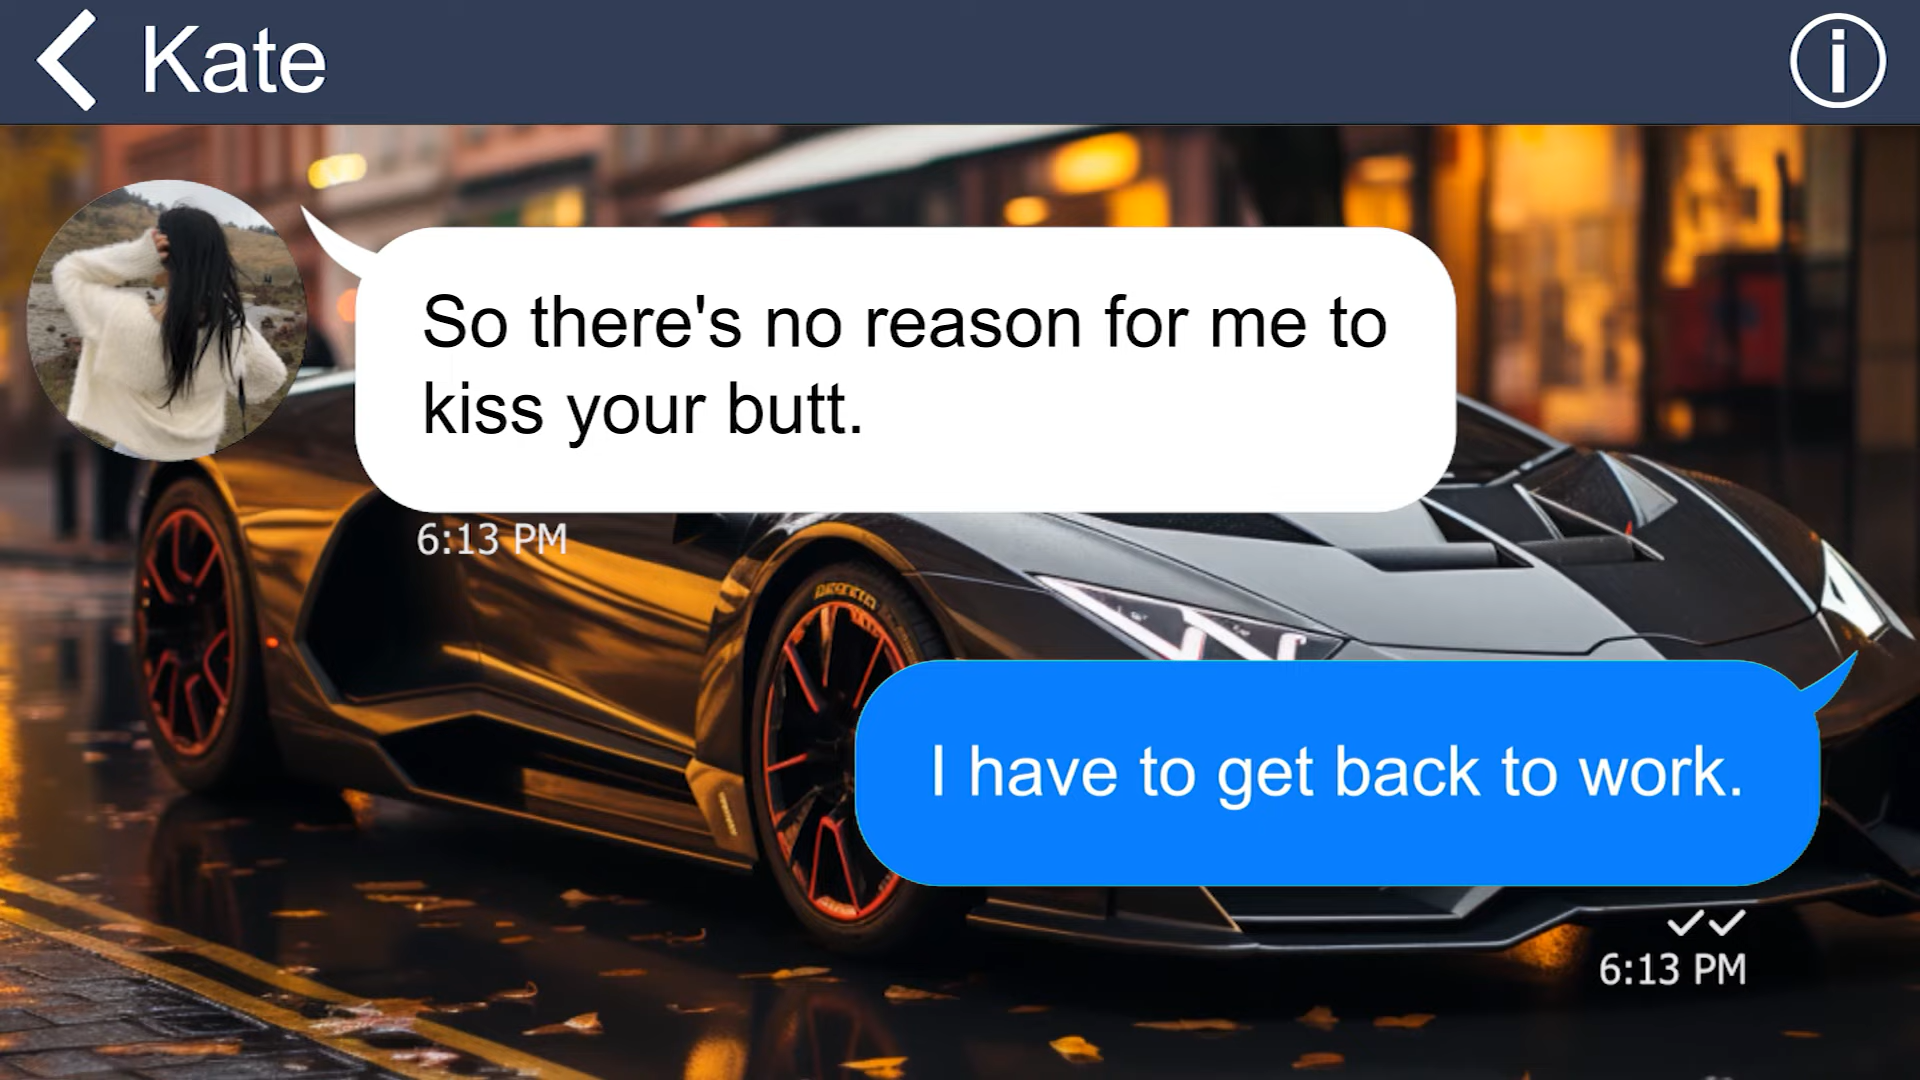 Kate
So there's no reason for me to
kiss your butt.
6:13 PM
I have to get back to work.
6:13 PM